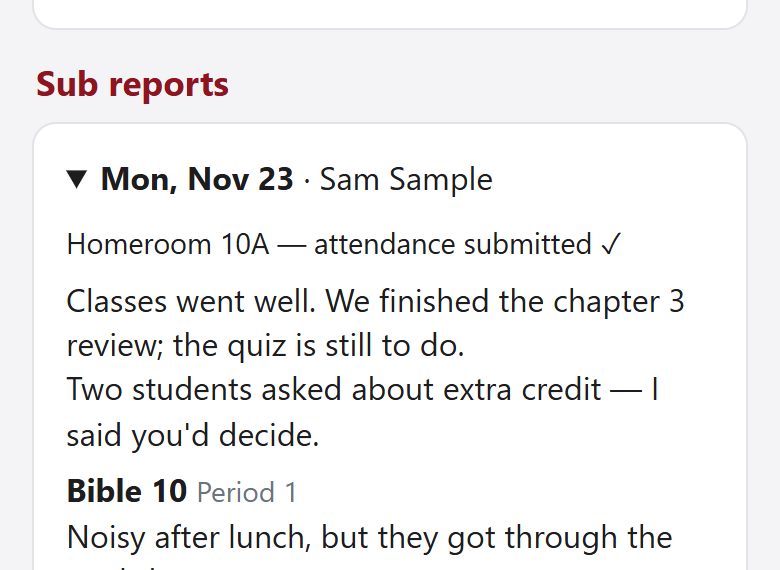 Sub reports
▼ Mon, Nov 23 · Sam Sample
Homeroom 10A — attendance submitted ✓
Classes went well. We finished the chapter 3
review; the quiz is still to do.
Two students asked about extra credit — I
said you'd decide.
Bible 10 Period 1
Noisy after lunch, but they got through the